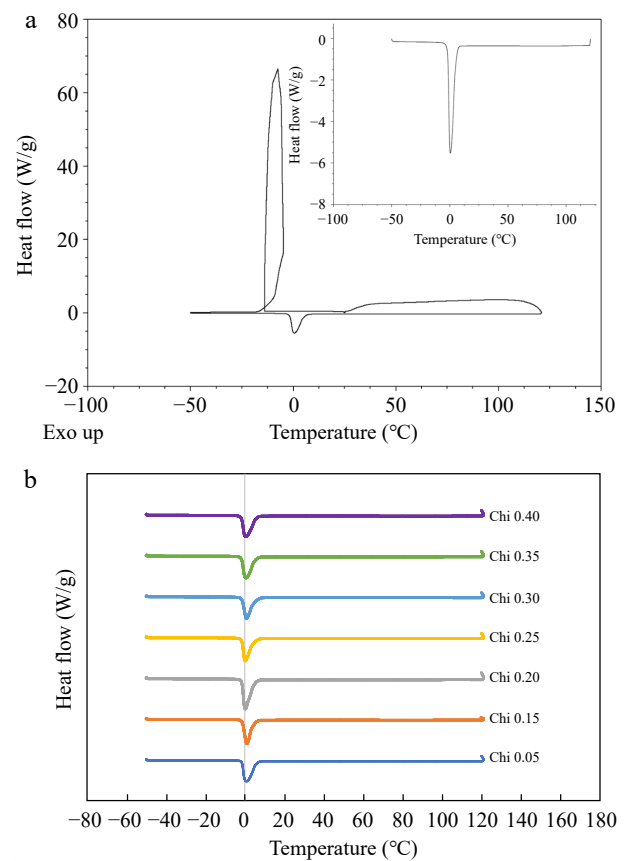 a
80
60
40
20
0
−20
Heat flow (W/g)
−100
−50
0
50
100
150
Exo up
Temperature (℃)
0
−2
−4
−6
−8
Heat flow (W/g)
−100
−50
0
50
100
Temperature (℃)
b
Heat flow (W/g)
Chi 0.40
Chi 0.35
Chi 0.30
Chi 0.25
Chi 0.20
Chi 0.15
Chi 0.05
−80 −60 −40 −20 0 20 40 60 80 100 120 140 160 180
Temperature (℃)